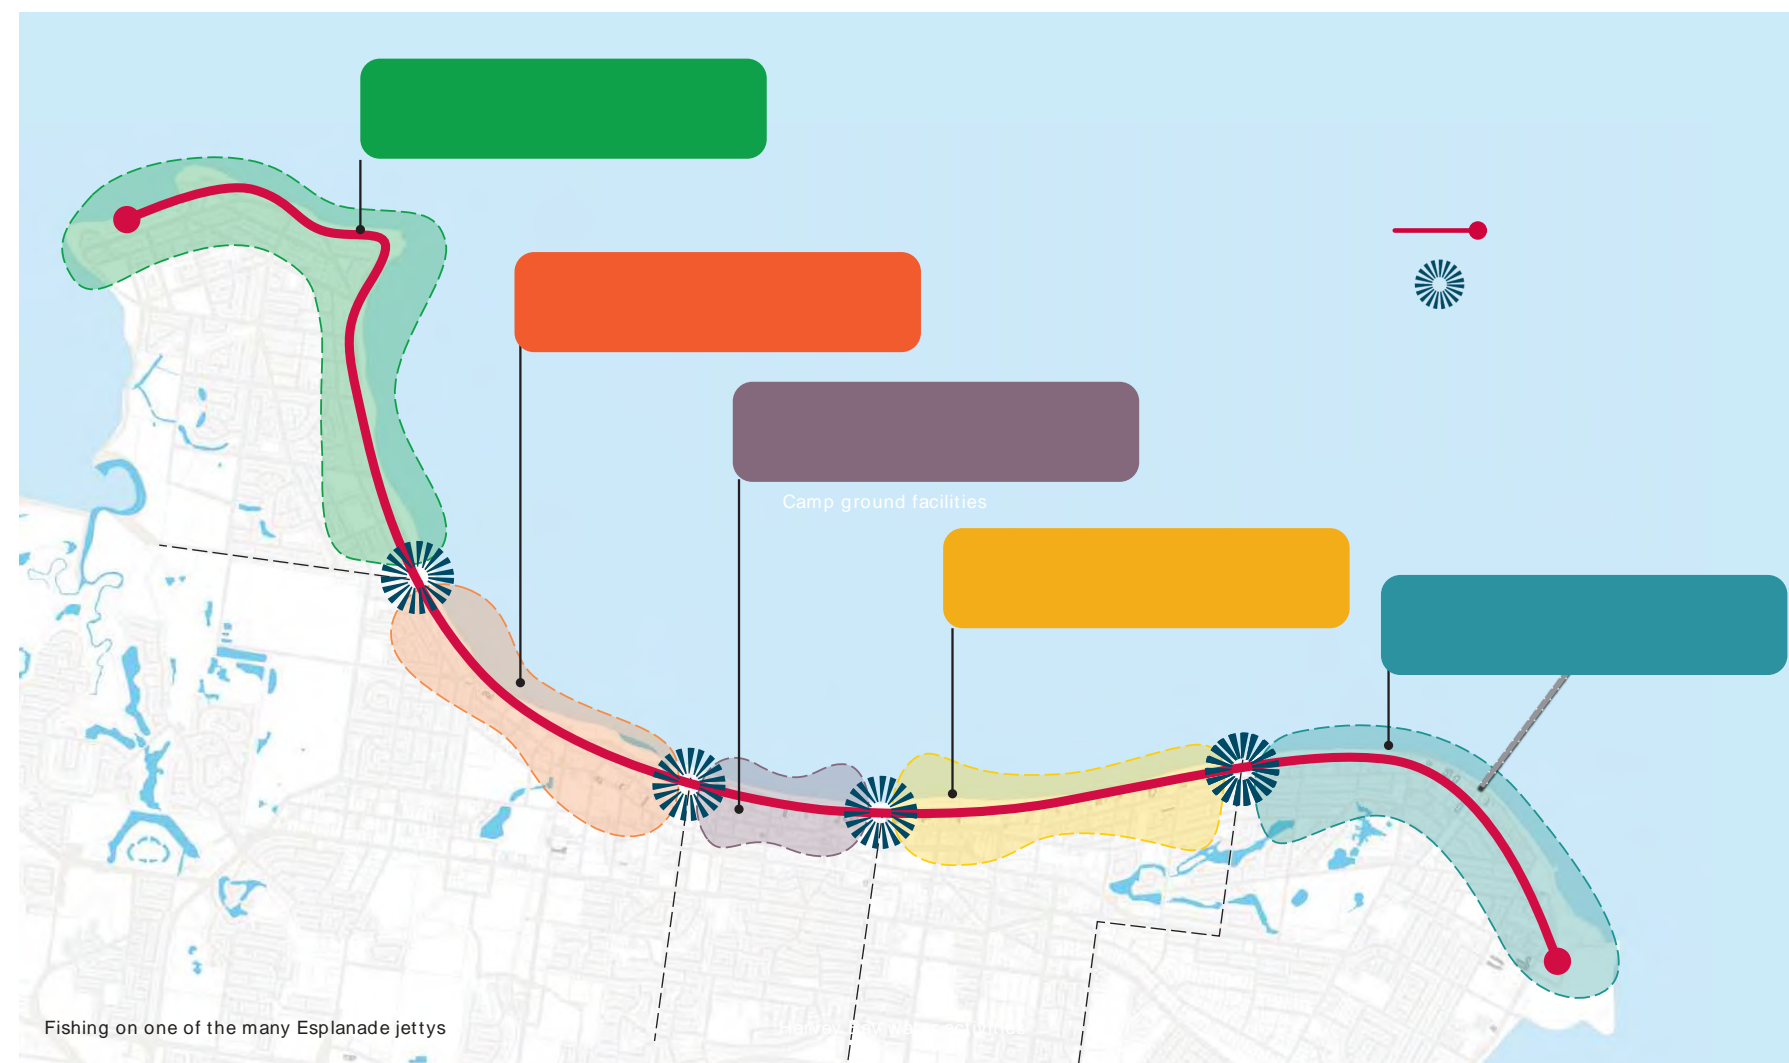 Camp ground facilities
Fishing on one of the many Esplanade jettys